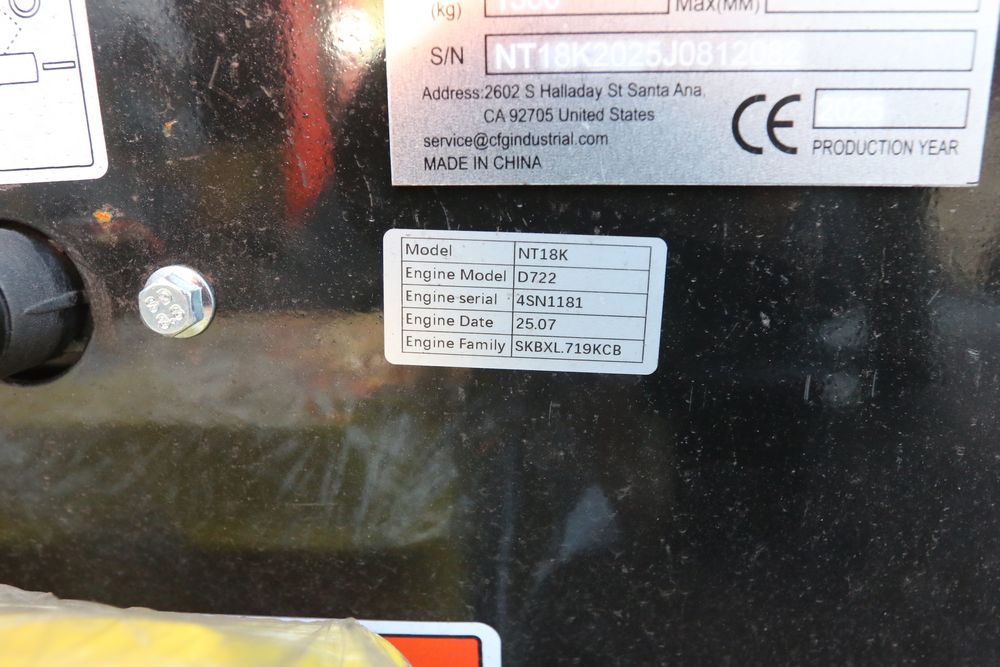 (kg) Max(MM)
S/N NT18K2025J0812082
Address:2602 S Halladay St Santa Ana,
CA 92705 United States
service@cfgindustrial.com
MADE IN CHINA
CE
PRODUCTION YEAR
Model NT18K
Engine Model D722
Engine serial 4SN1181
Engine Date 25.07
Engine Family SKBXL.719KCB